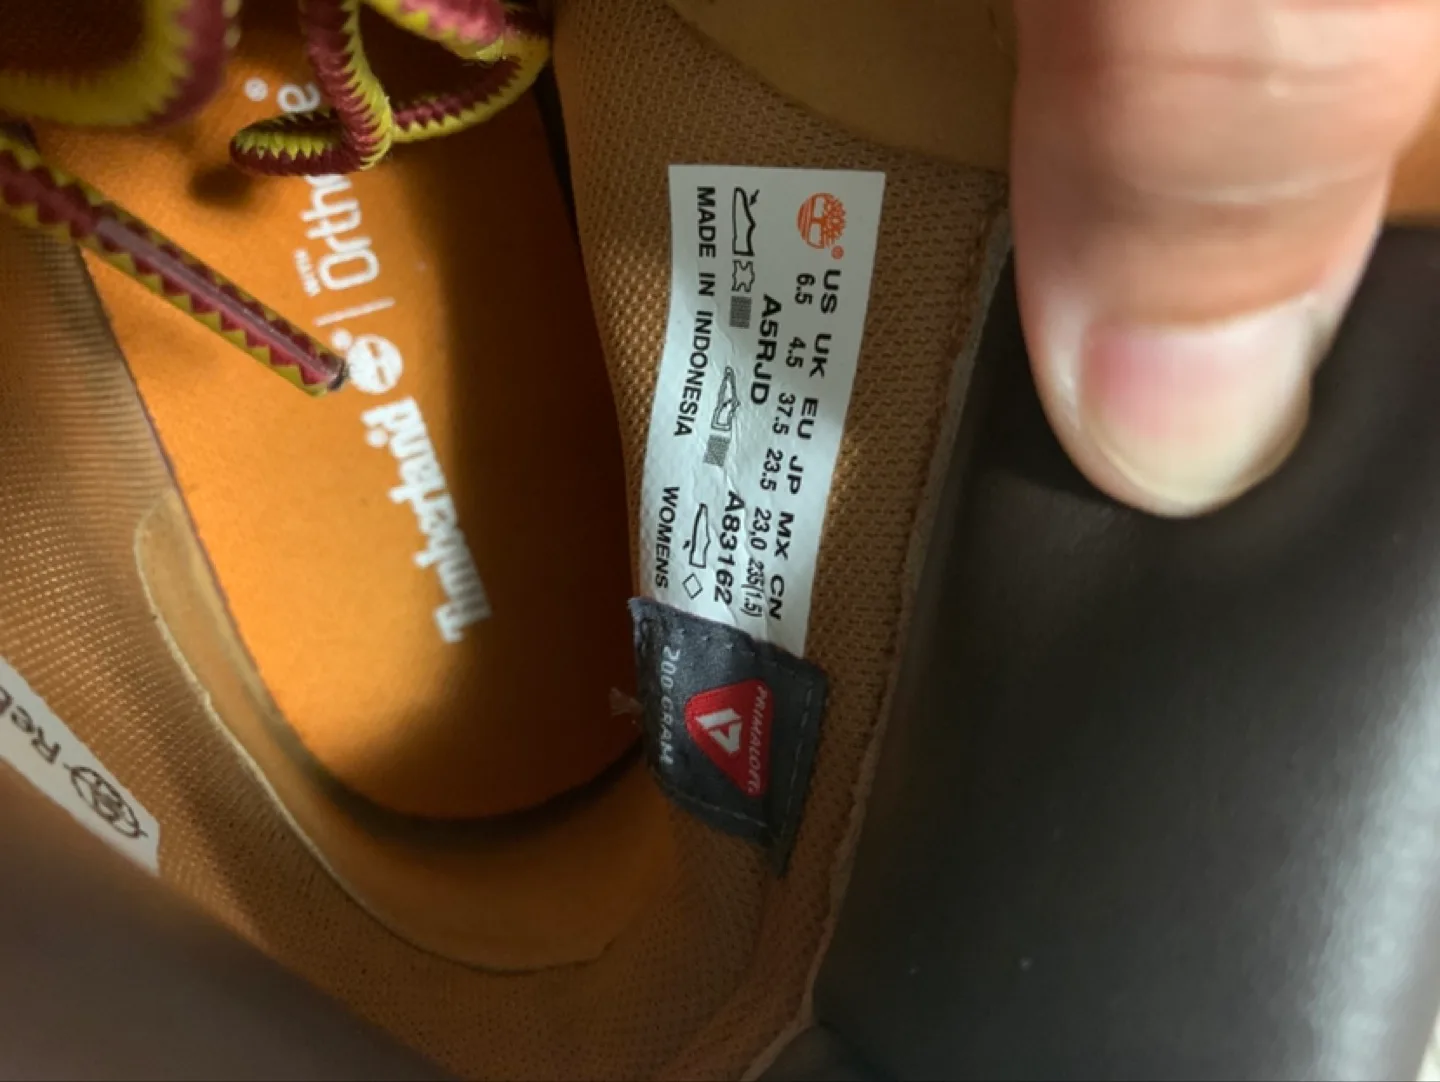 US UK EU JP MX CN
6.5 4.5 37.5 23.5 23.0 235(1.5)
A5RJD A83162
MADE IN INDONESIA WOMENS
PRIMALOFT
200 GRAM
Timberland
Reb